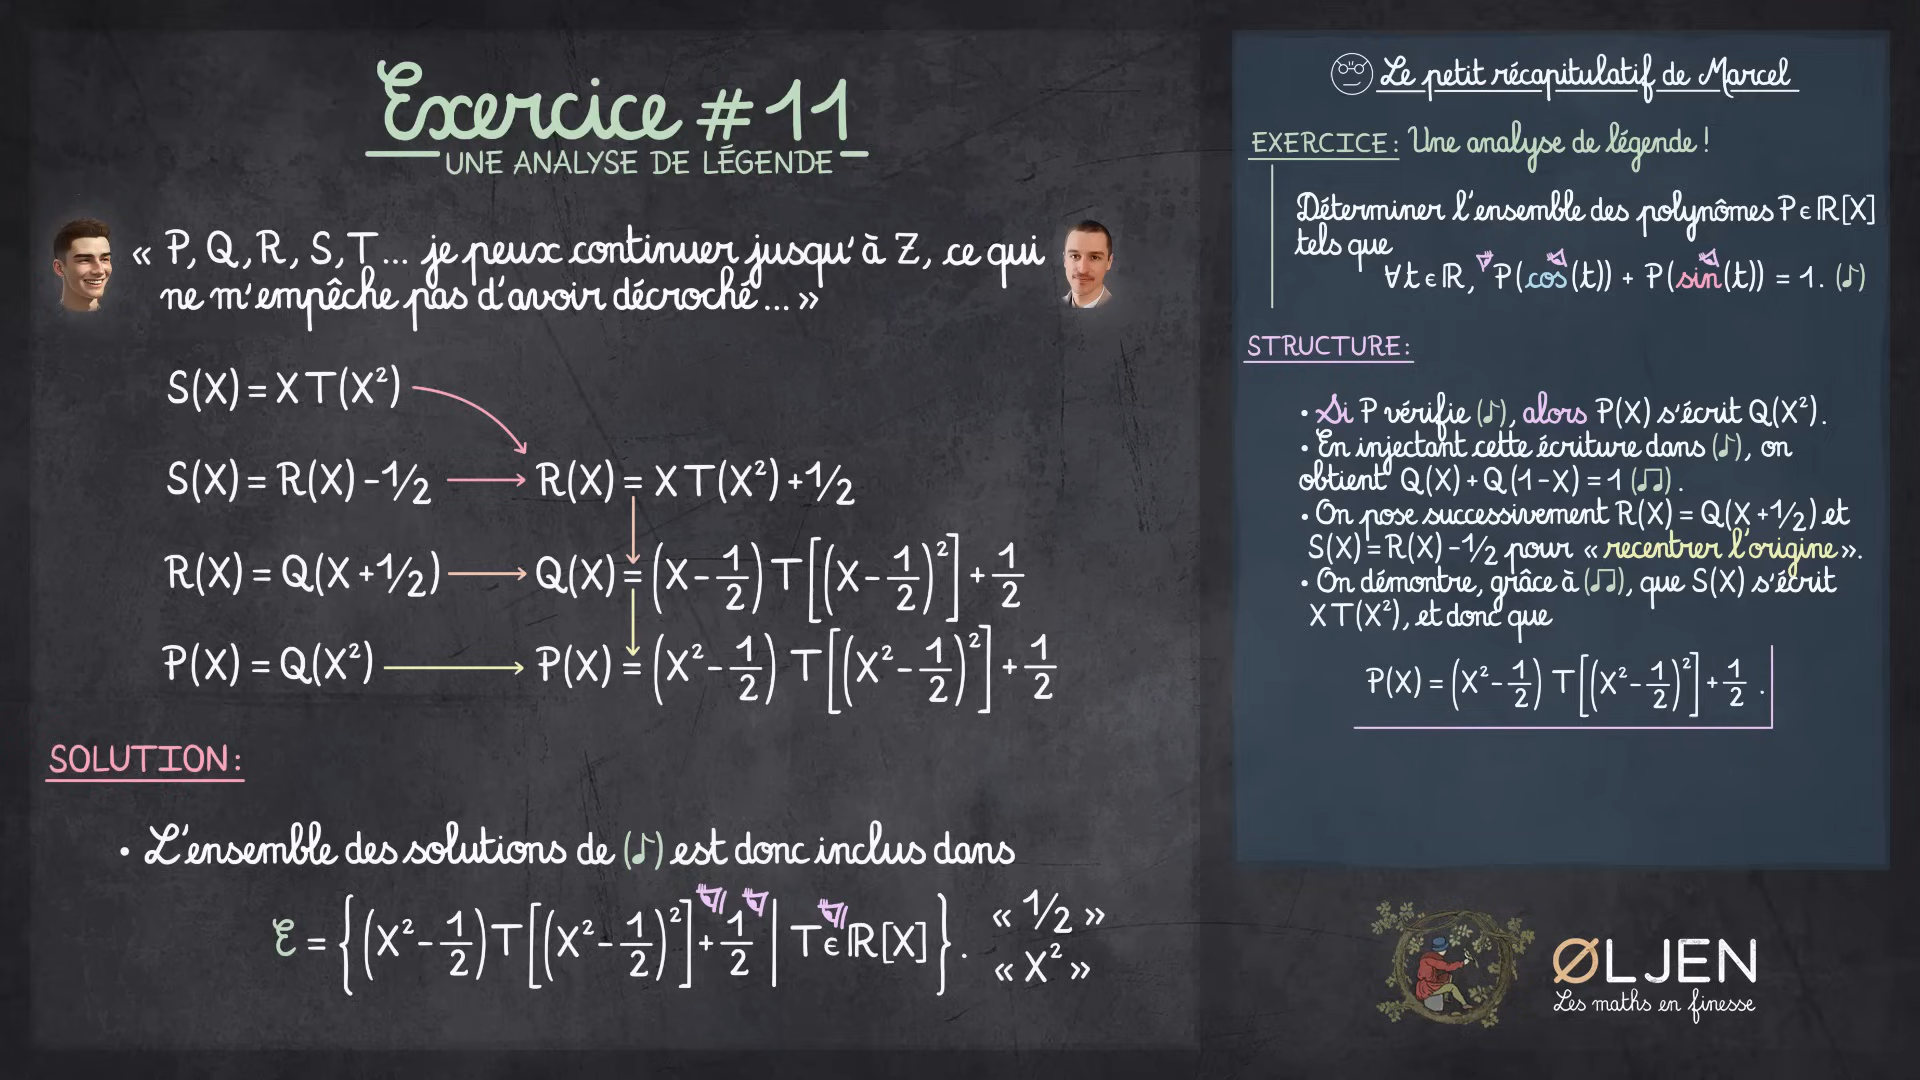 Exercice #11
UNE ANALYSE DE LÉGENDE
« P, Q, R, S, T... je peux continuer jusqu'à Z, ce qui
ne m'empêche pas d'avoir décroché... »
S(X) = X T(X²)
S(X) = R(X) - 1/2 → R(X) = X T(X²) + 1/2
R(X) = Q(X + 1/2) → Q(X) = (X - 1/2) T[(X - 1/2)²] + 1/2
P(X) = Q(X²) → P(X) = (X² - 1/2) T[(X² - 1/2)²] + 1/2
SOLUTION:
• L'ensemble des solutions de (♪) est donc inclus dans
ℰ = {(X² - 1/2) T[(X² - 1/2)²] + 1/2 | T ∈ ℝ[X]}.
« 1/2 »
« X² »
Le petit récapitulatif de Marcel
EXERCICE: Une analyse de légende !
Déterminer l'ensemble des polynômes P ∈ ℝ[X]
tels que
∀t ∈ ℝ, P(cos(t)) + P(sin(t)) = 1. (♪)
STRUCTURE:
• Si P vérifie (♪), alors P(X) s'écrit Q(X²).
• En injectant cette écriture dans (♪), on
obtient Q(X) + Q(1-X) = 1 (♫).
• On pose successivement R(X) = Q(X + 1/2) et
S(X) = R(X) - 1/2 pour « recentrer l'origine ».
• On démontre, grâce à (♫), que S(X) s'écrit
X T(X²), et donc que
P(X) = (X² - 1/2) T[(X² - 1/2)²] + 1/2.
ØLJEN
Les maths en finesse